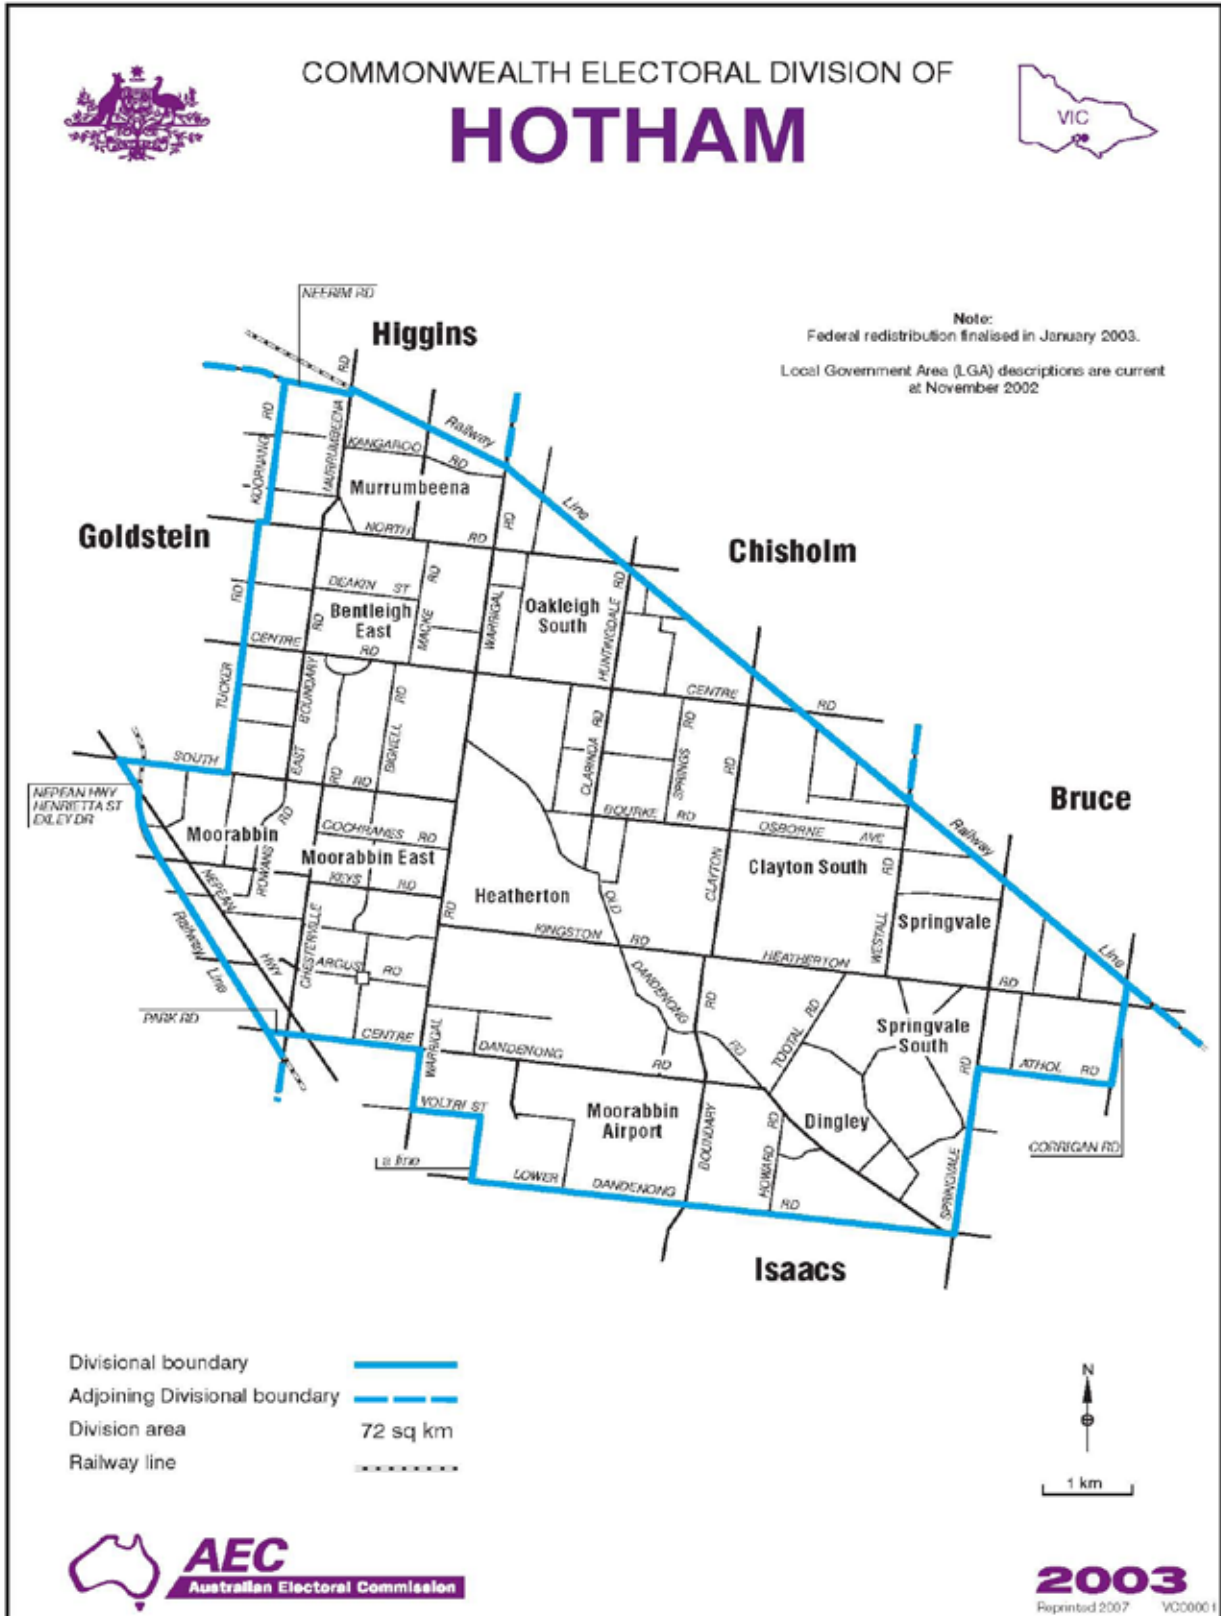 COMMONWEALTH ELECTORAL DIVISION OF
HOTHAM
VIC
Note:
Federal redistribution finalised in January 2003.
Local Government Area (LGA) descriptions are current
at November 2002
NEERIM RD
Higgins
RD
MURRUMBEENA
RD
KOORNANG
KANGAROO
RD
Railway
Line
Murrumbeena
NORTH
RD
RD
Goldstein
Chisholm
RD
DEAKIN ST
RD
MACKE
Bentleigh
East
RD
WARRIGAL
Oakleigh
South
RD
HUNTINGDALE
CENTRE
RD
TUCKER
EAST
BOUNDARY
RD
BIGNELL
CENTRE
RD
RD
CLARINDA
RD
SPRINGS
RD
SOUTH
RD
RD
NEPEAN HWY
HENRIETTA ST
EXLEY DR
Moorabbin
ROWANS
RD
COCHRANES RD
Moorabbin East
KEYS
RD
BOURKE
RD
OSBORNE
AVE
Railway
Bruce
Clayton South
CLAYTON
RD
WESTALL
Heatherton
OLD
Springvale
NEPEAN
HWY
Railway
Line
CHESTERVILLE
RD
KINGSTON
RD
HEATHERTON
RD
Line
ARGUS
RD
DANDENONG
RD
RD
TOOTAL
RD
Springvale
South
PARK RD
CENTRE
WARRIGAL
DANDENONG
RD
RD
ATHOL
RD
VOLTRI ST
Moorabbin
Airport
BOUNDARY
HOWARD
RD
Dingley
SPRINGVALE
CORRIGAN RD
a line
LOWER
DANDENONG
RD
Isaacs
Divisional boundary
Adjoining Divisional boundary
Division area
72 sq km
Railway line
N
1 km
AEC
Australian Electoral Commission
2003
Reprinted 2007
VC00001